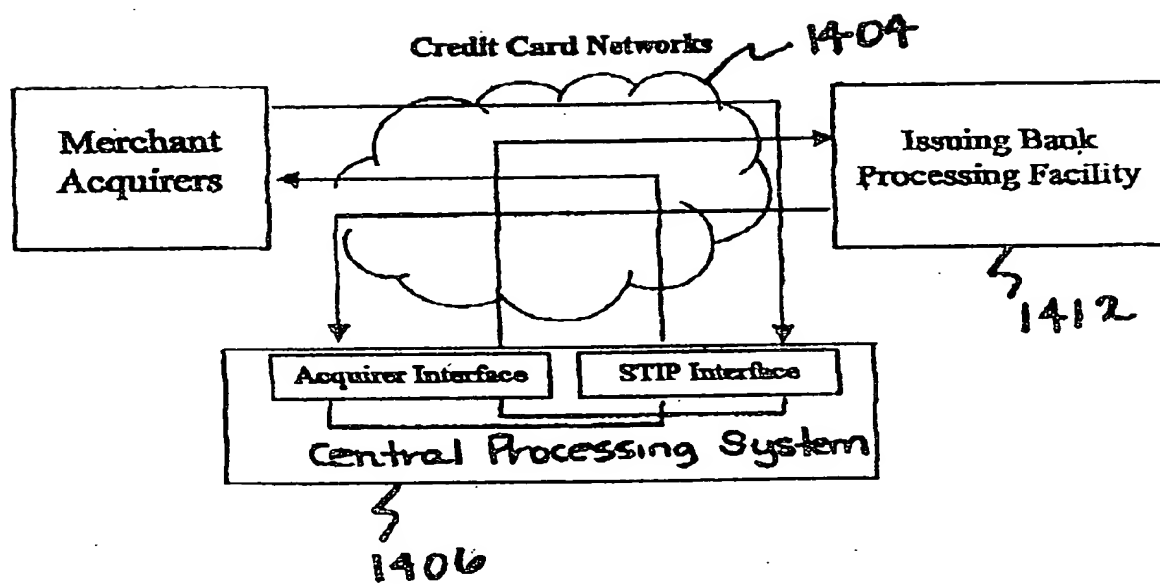 Credit Card Networks
1404
Merchant
Acquirers
Issuing Bank
Processing Facility
1412
Acquirer Interface
STIP Interface
Central Processing System
1406